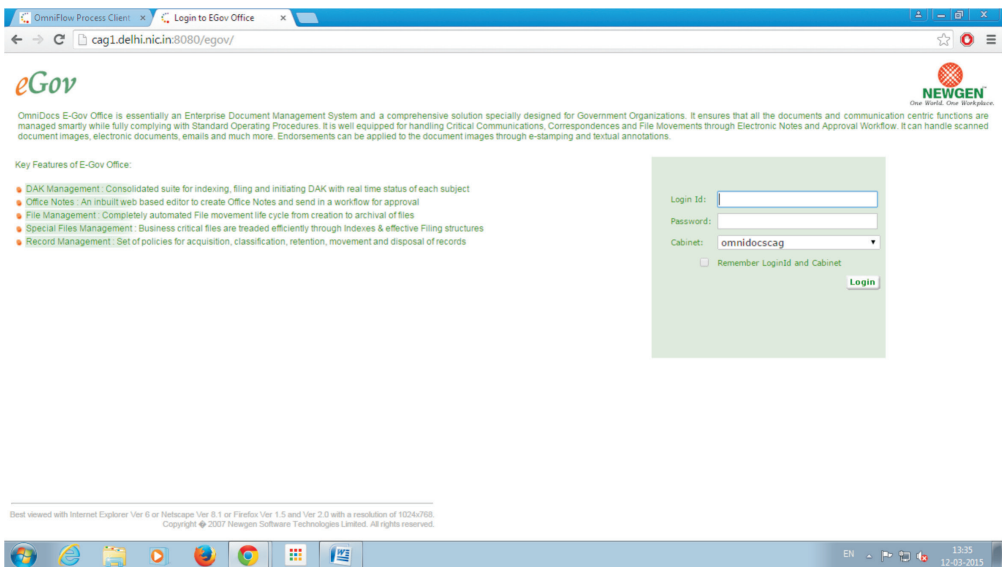 OmniFlow Process Client
Login to EGov Office
cag1.delhi.nic.in:8080/egov/
eGov
NEWGEN
One World. One Workplace.
OmniDocs E-Gov Office is essentially an Enterprise Document Management System and a comprehensive solution specially designed for Government Organizations. It ensures that all the documents and communication centric functions are
managed smartly while fully complying with Standard Operating Procedures. It is well equipped for handling Critical Communications, Correspondences and File Movements through Electronic Notes and Approval Workflow. It can handle scanned
document images, electronic documents, emails and much more. Endorsements can be applied to the document images through e-stamping and textual annotations.
Key Features of E-Gov Office:
DAK Management : Consolidated suite for indexing, filing and initiating DAK with real time status of each subject
Office Notes : An inbuilt web based editor to create Office Notes and send in a workflow for approval
File Management : Completely automated File movement life cycle from creation to archival of files
Special Files Management : Business critical files are treaded efficiently through Indexes & effective Filing structures
Record Management : Set of policies for acquisition, classification, retention, movement and disposal of records
Login Id:
Password:
Cabinet: omnidocscag
Remember LoginId and Cabinet
Login
Best viewed with Internet Explorer Ver 6 or Netscape Ver 8.1 or Firefox Ver 1.5 and Ver 2.0 with a resolution of 1024x768.
Copyright � 2007 Newgen Software Technologies Limited. All rights reserved.
EN
13:35
12-03-2015